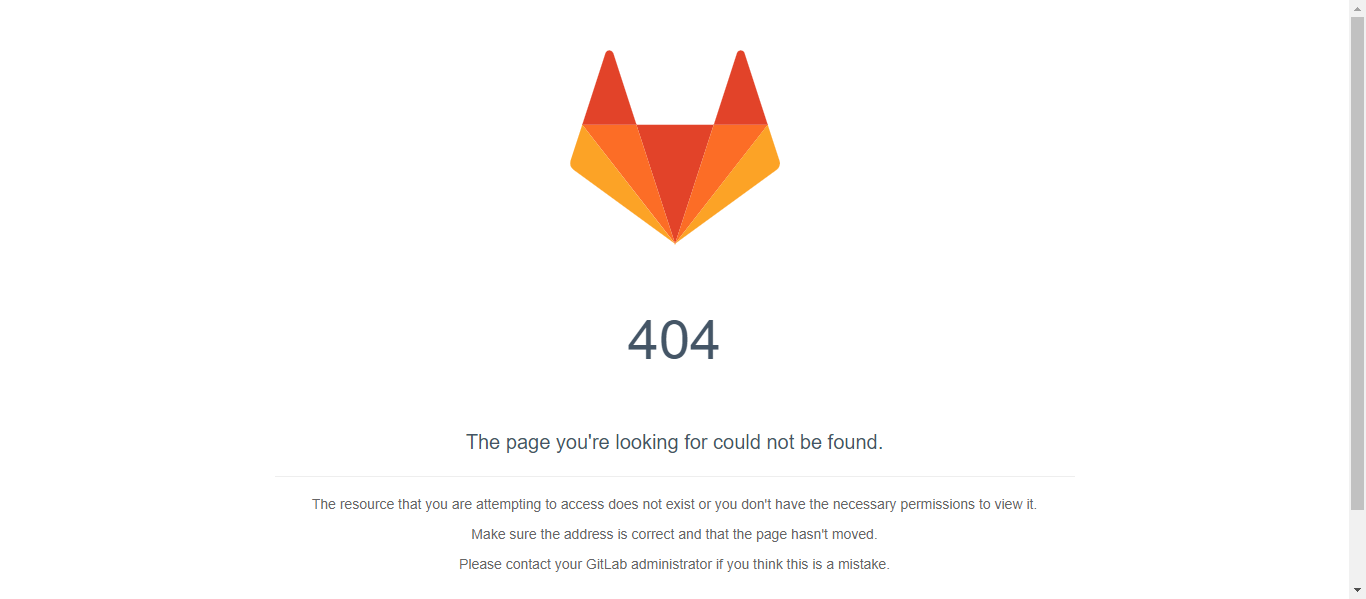 404
The page you're looking for could not be found.
The resource that you are attempting to access does not exist or you don't have the necessary permissions to view it.
Make sure the address is correct and that the page hasn't moved.
Please contact your GitLab administrator if you think this is a mistake.